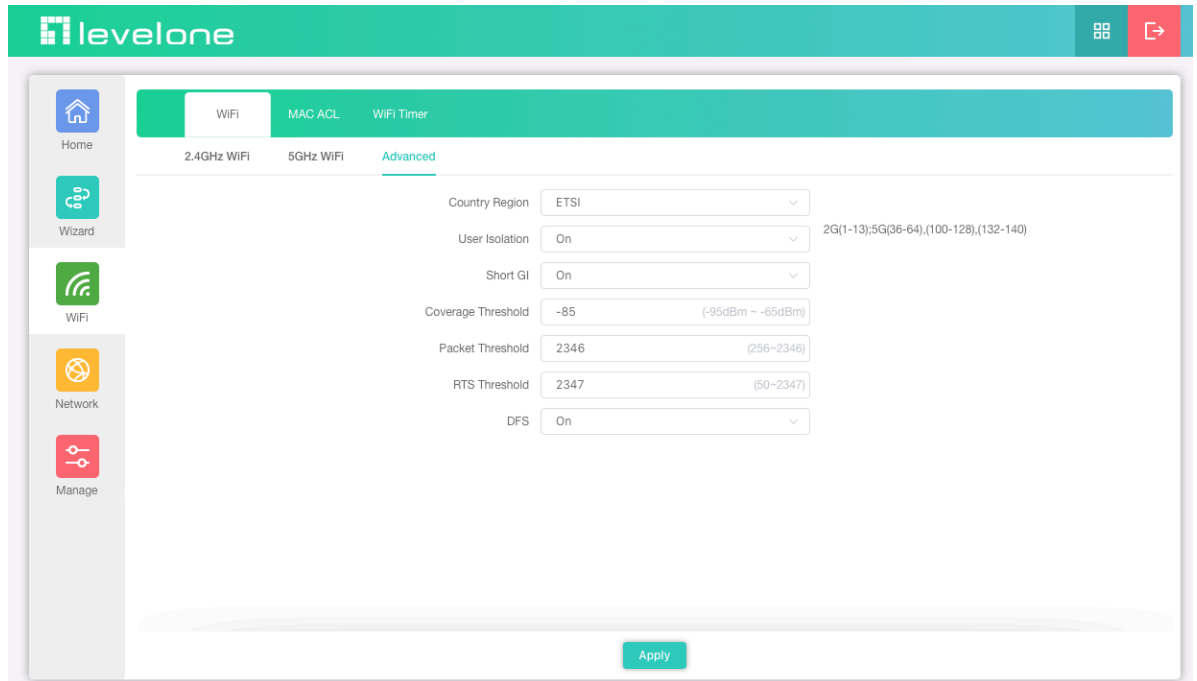 levelone
Home
Wizard
WiFi
Network
Manage
WiFi MAC ACL WiFi Timer
2.4GHz WiFi 5GHz WiFi Advanced
Country Region ETSI
2G(1-13);5G(36-64),(100-128),(132-140)
User Isolation On
Short GI On
Coverage Threshold -85 (-95dBm ~ -65dBm)
Packet Threshold 2346 (256~2346)
RTS Threshold 2347 (50~2347)
DFS On
Apply